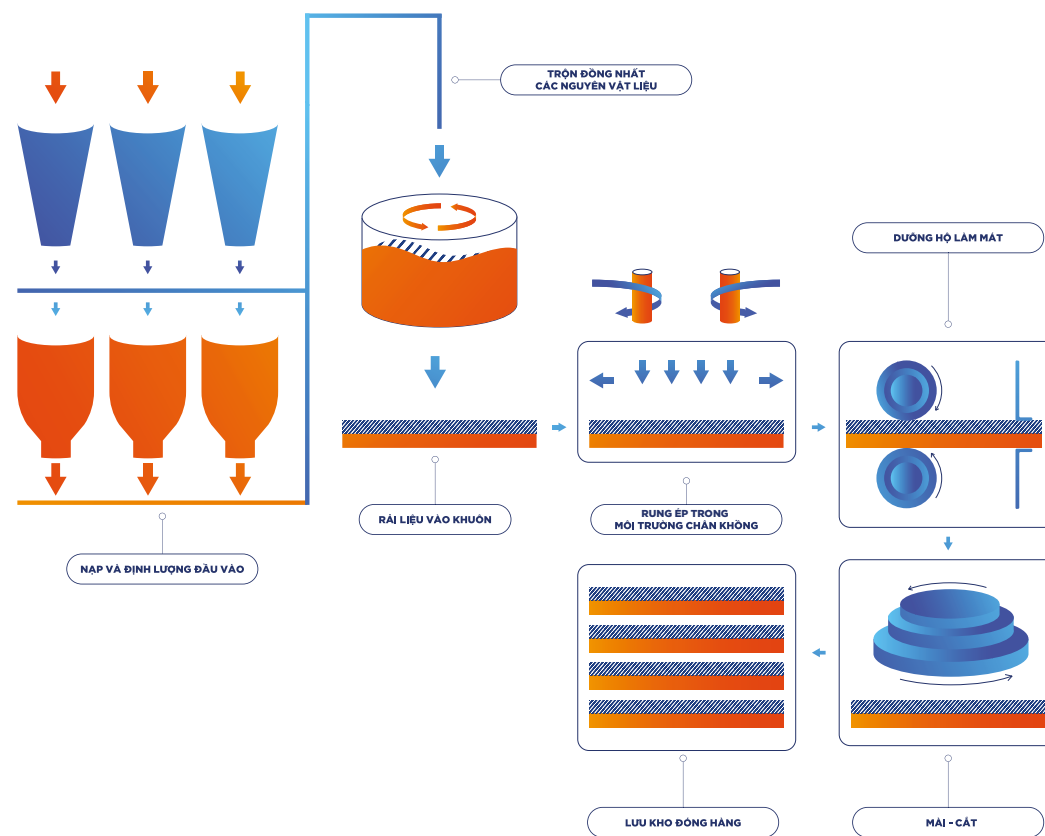 TRỘN ĐỒNG NHẤT
CÁC NGUYÊN VẬT LIỆU
DƯỠNG HỘ LÀM MÁT
RẢI LIỆU VÀO KHUÔN
RUNG ÉP TRONG
MÔI TRƯỜNG CHÂN KHÔNG
NẠP VÀ ĐỊNH LƯỢNG ĐẦU VÀO
LƯU KHO ĐÓNG HÀNG
MÀI - CẮT